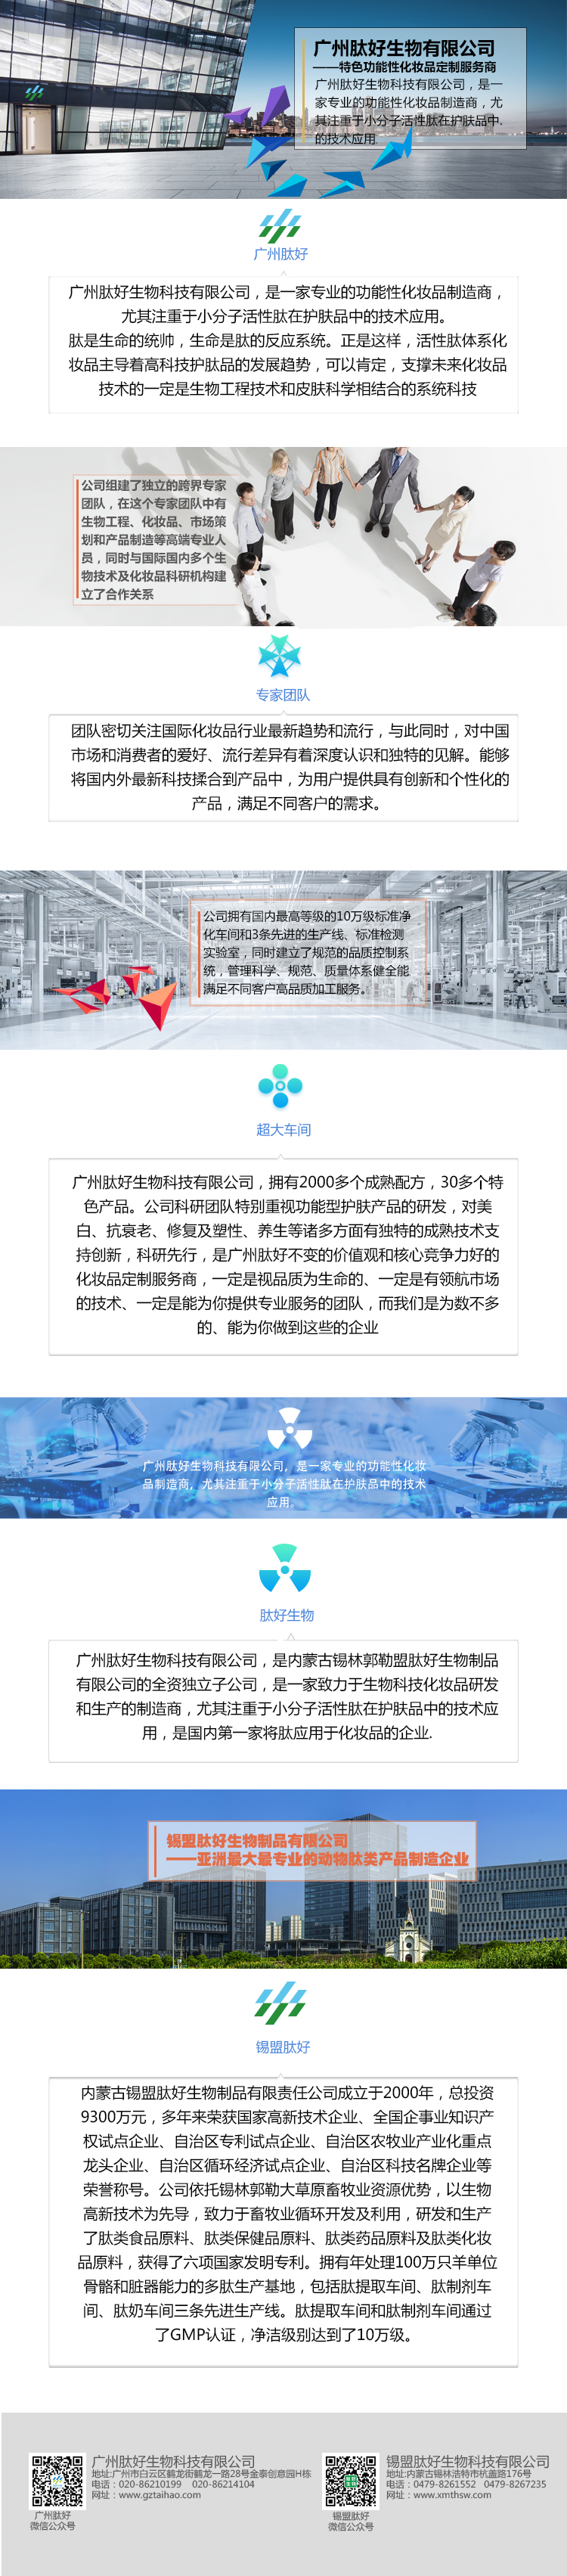 广州肽好生物有限公司
——特色功能性化妆品定制服务商
广州肽好生物科技有限公司，是一
家专业的功能性化妆品制造商，尤
其注重于小分子活性肽在护肤品中.
的技术应用
广州肽好
广州肽好生物科技有限公司，是一家专业的功能性化妆品制造商，
尤其注重于小分子活性肽在护肤品中的技术应用。
肽是生命的统帅，生命是肽的反应系统。正是这样，活性肽体系化
妆品主导着高科技护肤品的发展趋势，可以肯定，支撑未来化妆品
技术的一定是生物工程技术和皮肤科学相结合的系统科技
公司组建了独立的跨界专家
团队，在这个专家团队中有
生物工程、化妆品、市场策
划和产品制造等高端专业人
员，同时与国际国内多个生
物技术及化妆品科研机构建
立了合作关系
专家团队
团队密切关注国际化妆品行业最新趋势和流行，与此同时，对中国
市场和消费者的爱好、流行差异有着深度认识和独特的见解。能够
将国内外最新科技揉合到产品中，为用户提供具有创新和个性化的
产品，满足不同客户的需求。
公司拥有国内最高等级的10万级标准净
化车间和3条先进的生产线、标准检测
实验室，同时建立了规范的品质控制系
统，管理科学、规范、质量体系健全能
满足不同客户高品质加工服务。
超大车间
广州肽好生物科技有限公司，拥有2000多个成熟配方，30多个特
色产品。公司科研团队特别重视功能型护肤产品的研发，对美
白、抗衰老、修复及塑性、养生等诸多方面有独特的成熟技术支
持创新，科研先行，是广州肽好不变的价值观和核心竞争力好的
化妆品定制服务商，一定是视品质为生命的、一定是有领航市场
的技术、一定是能为你提供专业服务的团队，而我们是为数不多
的、能为你做到这些的企业
广州肽好生物科技有限公司，是一家专业的功能性化妆
品制造商，尤其注重于小分子活性肽在护肤品中的技术
应用.
肽好生物
广州肽好生物科技有限公司，是内蒙古锡林郭勒盟肽好生物制品
有限公司的全资独立子公司，是一家致力于生物科技化妆品研发
和生产的制造商，尤其注重于小分子活性肽在护肤品中的技术应
用，是国内第一家将肽应用于化妆品的企业.
锡盟肽好生物制品有限公司
——亚洲最大最专业的动物肽类产品制造企业
锡盟肽好
内蒙古锡盟肽好生物制品有限责任公司成立于2000年，总投资
9300万元，多年来荣获国家高新技术企业、全国企事业知识产
权试点企业、自治区专利试点企业、自治区农牧业产业化重点
龙头企业、自治区循环经济试点企业、自治区科技名牌企业等
荣誉称号。公司依托锡林郭勒大草原畜牧业资源优势，以生物
高新技术为先导，致力于畜牧业循环开发及利用，研发和生产
了肽类食品原料、肽类保健品原料、肽类药品原料及肽类化妆
品原料，获得了六项国家发明专利。拥有年处理100万只羊单位
骨骼和脏器能力的多肽生产基地，包括肽提取车间、肽制剂车
间、肽奶车间三条先进生产线。肽提取车间和肽制剂车间通过
了GMP认证，净洁级别达到了10万级。
广州肽好生物科技有限公司
地址:广州市白云区鹤龙街鹤龙一路28号金泰创意园H栋
电话：020-86210199 020-86214104
网址：www.gztaihao.com
广州肽好
微信公众号
锡盟肽好生物科技有限公司
地址:内蒙古锡林浩特市杭盖路176号
电话：0479-8261552 0479-8267235
网址：www.xmthsw.com
锡盟肽好
微信公众号